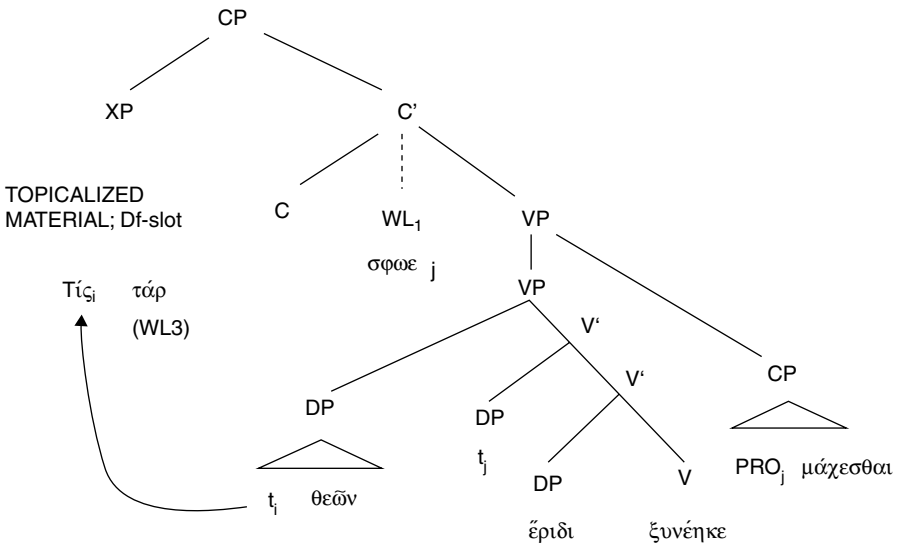 CP
XP
C'
TOPICALIZED
MATERIAL; Df-slot
C
WL1
VP
σφωε j
Τίςi τάρ
(WL3)
VP
V‘
V‘
CP
DP
DP
tj
DP
V
PROj μάχεσθαι
ti θεῶν
ἔριδι
ξυνέηκε